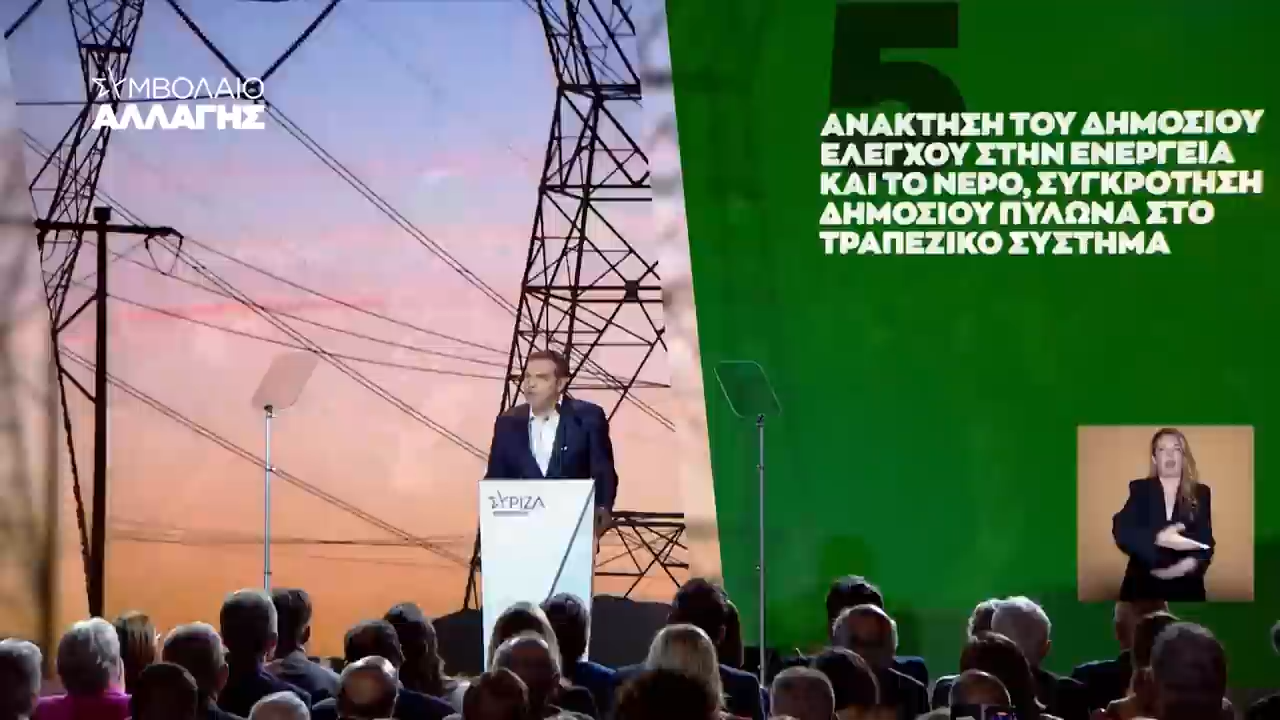 ΣΥΜΒΟΛΑΙΟ
ΑΛΛΑΓΗΣ
5
ΑΝΑΚΤΗΣΗ ΤΟΥ ΔΗΜΟΣΙΟΥ
ΕΛΕΓΧΟΥ ΣΤΗΝ ΕΝΕΡΓΕΙΑ
ΚΑΙ ΤΟ ΝΕΡΟ, ΣΥΓΚΡΟΤΗΣΗ
ΔΗΜΟΣΙΟΥ ΠΥΛΩΝΑ ΣΤΟ
ΤΡΑΠΕΖΙΚΟ ΣΥΣΤΗΜΑ
ΣΥΡΙΖΑ